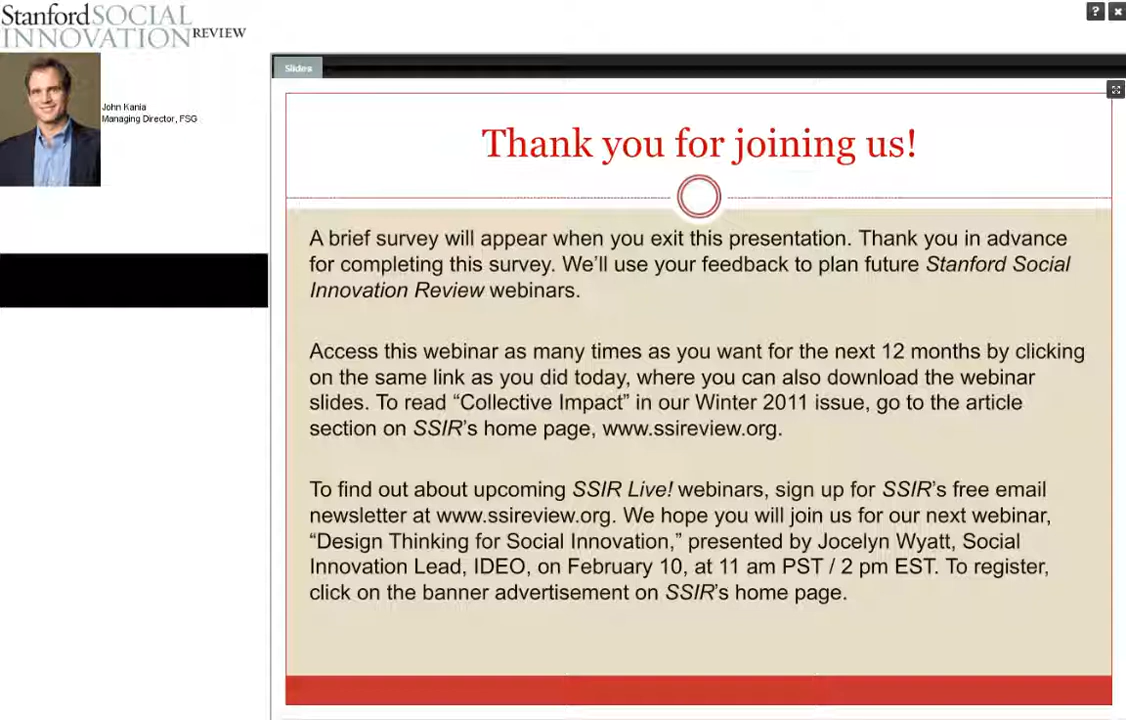 Stanford SOCIAL
INNOVATION REVIEW
? ×
John Kania
Managing Director, FSG
Slides
Thank you for joining us!
A brief survey will appear when you exit this presentation. Thank you in advance
for completing this survey. We’ll use your feedback to plan future Stanford Social
Innovation Review webinars.
Access this webinar as many times as you want for the next 12 months by clicking
on the same link as you did today, where you can also download the webinar
slides. To read “Collective Impact” in our Winter 2011 issue, go to the article
section on SSIR’s home page, www.ssireview.org.
To find out about upcoming SSIR Live! webinars, sign up for SSIR’s free email
newsletter at www.ssireview.org. We hope you will join us for our next webinar,
“Design Thinking for Social Innovation,” presented by Jocelyn Wyatt, Social
Innovation Lead, IDEO, on February 10, at 11 am PST / 2 pm EST. To register,
click on the banner advertisement on SSIR’s home page.